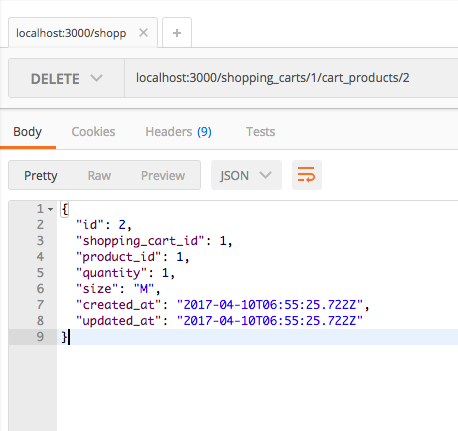 localhost:3000/shopp
DELETE localhost:3000/shopping_carts/1/cart_products/2
Body Cookies Headers (9) Tests
Pretty Raw Preview JSON
1 {
2 "id": 2,
3 "shopping_cart_id": 1,
4 "product_id": 1,
5 "quantity": 1,
6 "size": "M",
7 "created_at": "2017-04-10T06:55:25.722Z",
8 "updated_at": "2017-04-10T06:55:25.722Z"
9 }